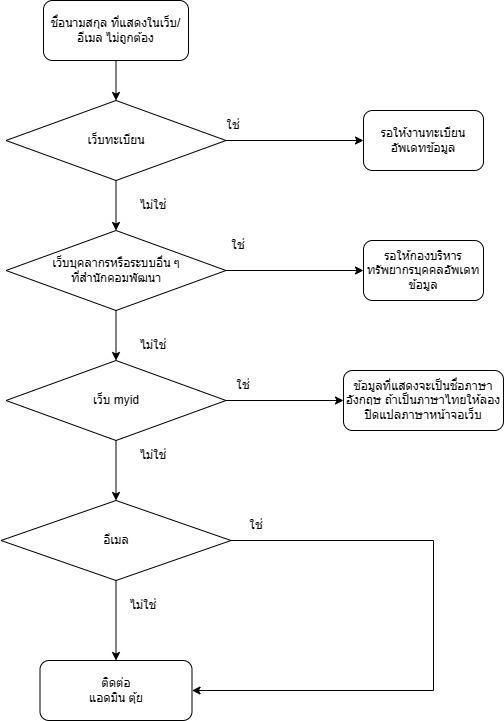 ชื่อนามสกุล ที่แสดงในเว็บ/
อีเมล ไม่ถูกต้อง
เว็บทะเบียน
ใช่
รอให้งานทะเบียน
อัพเดทข้อมูล
ไม่ใช่
เว็บบุคลากรหรือระบบอื่น ๆ
ที่สำนักคอมพัฒนา
ใช่
รอให้กองบริหาร
ทรัพยากรบุคคลอัพเดท
ข้อมูล
ไม่ใช่
เว็บ myid
ใช่
ข้อมูลที่แสดงจะเป็นชื่อภาษา
อังกฤษ ถ้าเป็นภาษาไทยให้ลอง
ปิดแปลภาษาหน้าจอเว็บ
ไม่ใช่
อีเมล
ใช่
ไม่ใช่
ติดต่อ
แอดมิน ตุ้ย